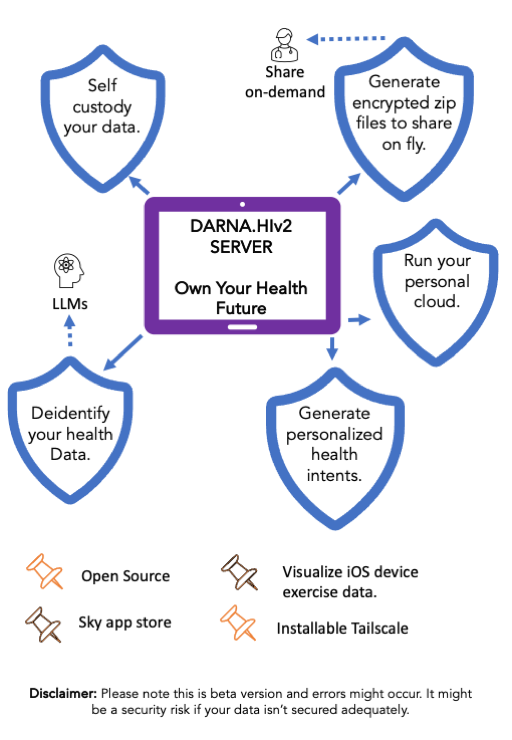 Self
custody
your data.
Share
on-demand
Generate
encrypted zip
files to share
on fly.
DARNA.HIv2
SERVER
Own Your Health
Future
Run your
personal
cloud.
LLMs
Deidentify
your health
Data.
Generate
personalized
health
intents.
Open Source
Visualize iOS device
exercise data.
Sky app store
Installable Tailscale
Disclaimer: Please note this is beta version and errors might occur. It might
be a security risk if your data isn't secured adequately.